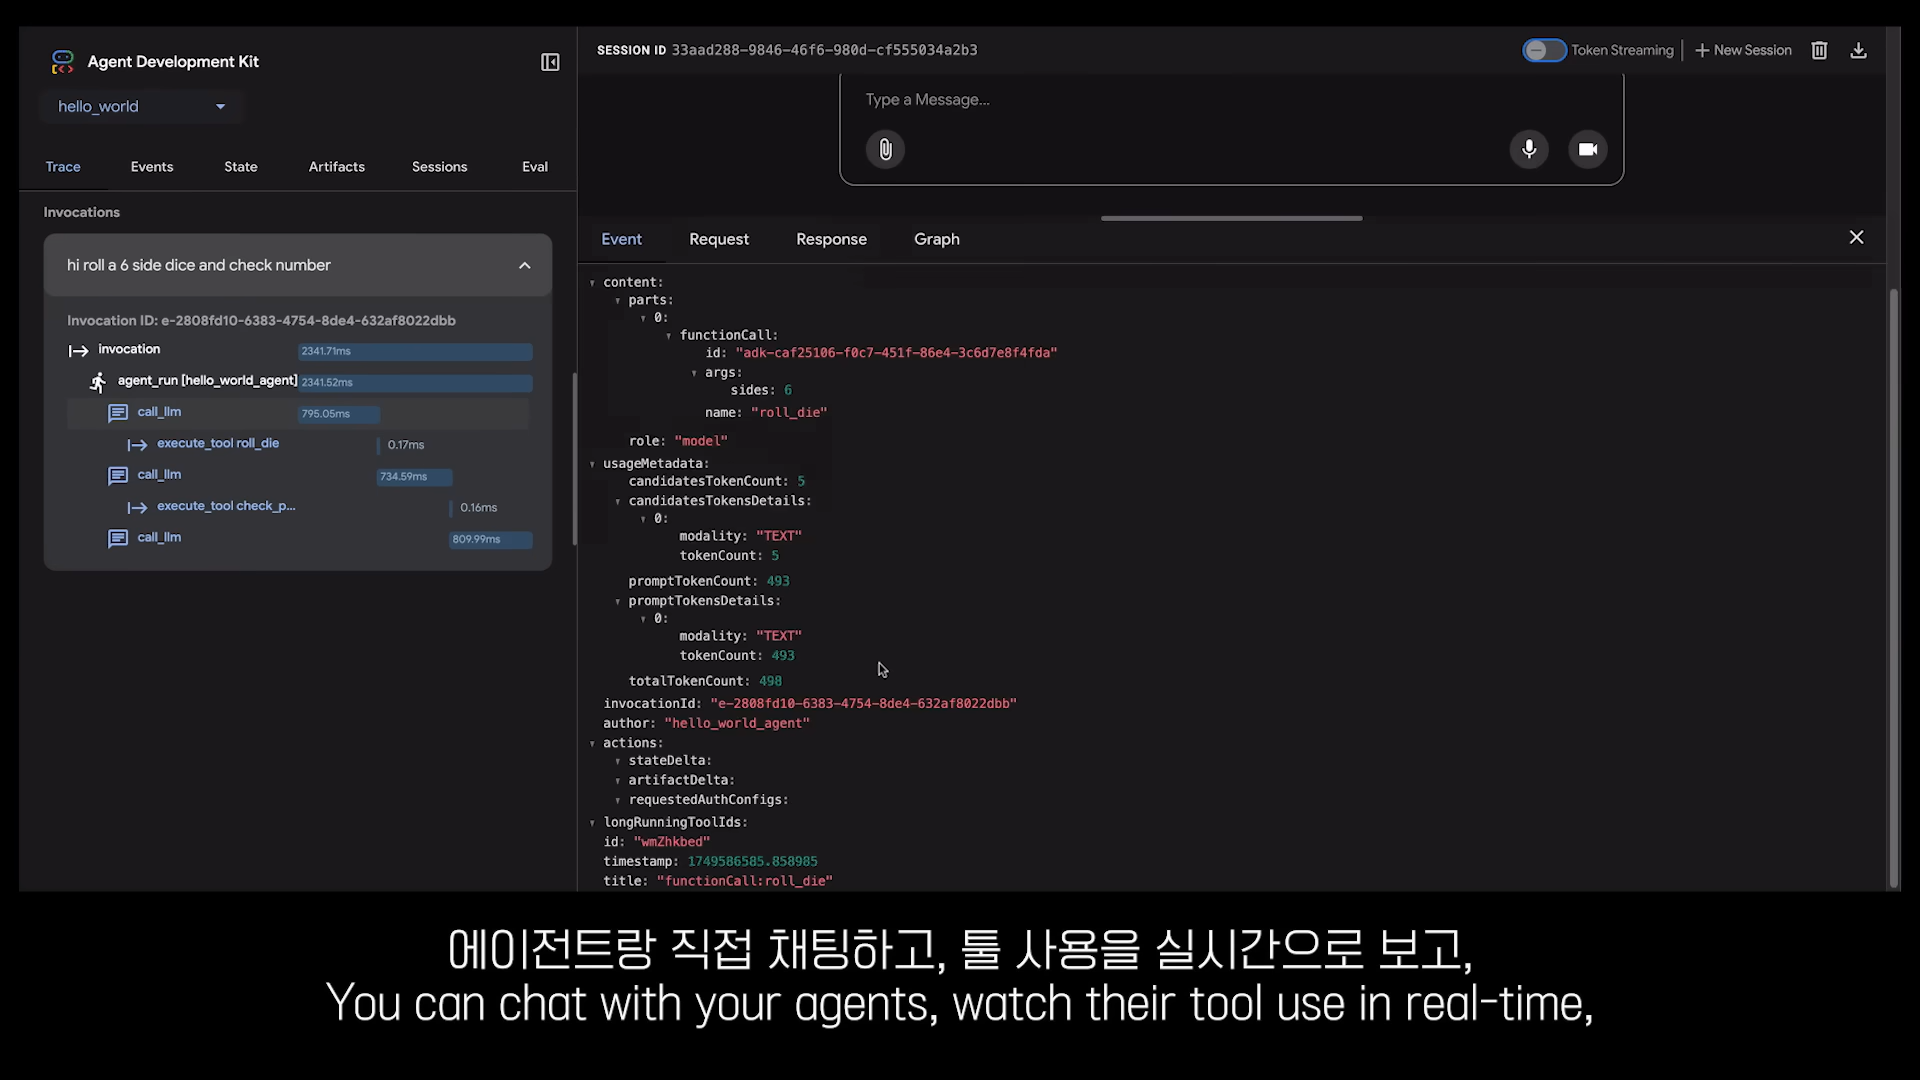 Agent Development Kit
hello_world
Trace Events State Artifacts Sessions Eval
Invocations
hi roll a 6 side dice and check number
Invocation ID: e-2808fd10-6383-4754-8de4-632af8022dbb
invocation 2341.71ms
agent_run [hello_world_agent] 2341.52ms
call_llm 795.05ms
execute_tool roll_die 0.17ms
call_llm 734.59ms
execute_tool check_p... 0.16ms
call_llm 809.99ms
SESSION ID 33aad288-9846-46f6-980d-cf555034a2b3
Token Streaming
New Session
Type a Message...
Event Request Response Graph
content:
parts:
0:
functionCall:
id: "adk-caf25106-f0c7-451f-86e4-3c6d7e8f4fda"
args:
sides: 6
name: "roll_die"
role: "model"
usageMetadata:
candidatesTokenCount: 5
candidatesTokensDetails:
0:
modality: "TEXT"
tokenCount: 5
promptTokenCount: 493
promptTokensDetails:
0:
modality: "TEXT"
tokenCount: 493
totalTokenCount: 498
invocationId: "e-2808fd10-6383-4754-8de4-632af8022dbb"
author: "hello_world_agent"
actions:
stateDelta:
artifactDelta:
requestedAuthConfigs:
longRunningToolIds:
id: "wmZhkbed"
timestamp: 1749586585.858985
title: "functionCall:roll_die"
에이전트랑 직접 채팅하고, 툴 사용을 실시간으로 보고,
You can chat with your agents, watch their tool use in real-time,